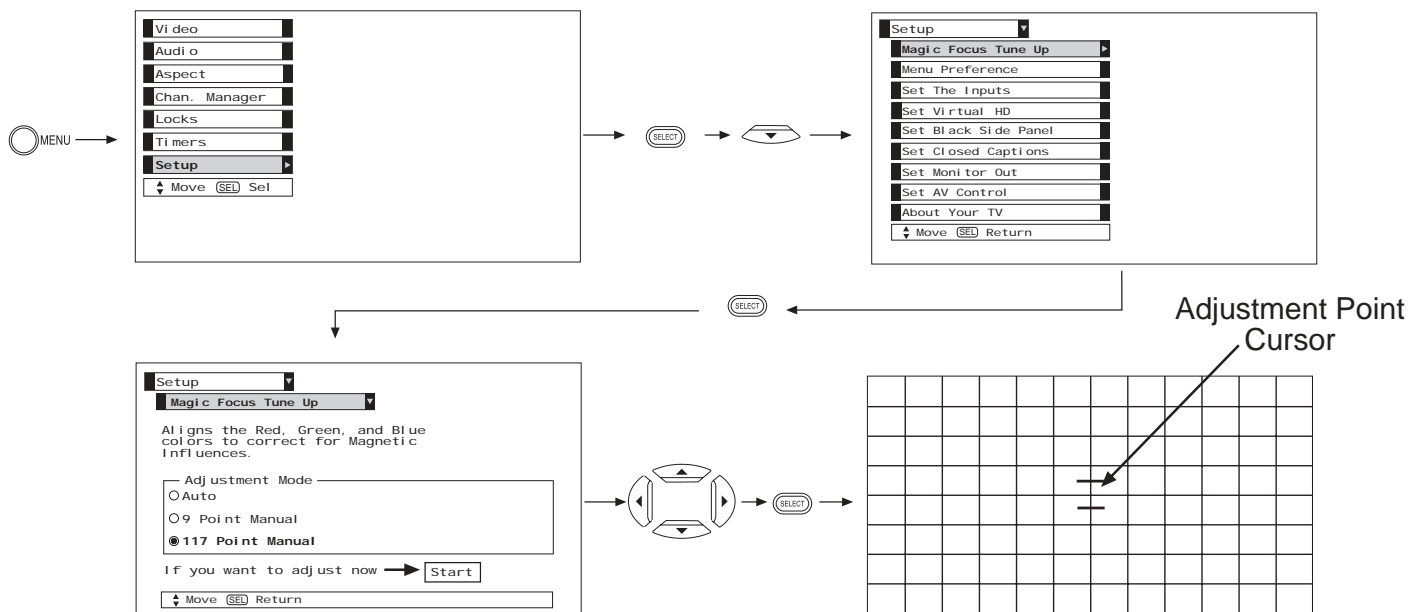 Video
Audio
Aspect
Chan. Manager
Locks
Timers
Setup
Move SEL Sel
MENU
SELECT
Setup
Magic Focus Tune Up
Menu Preference
Set The Inputs
Set Virtual HD
Set Black Side Panel
Set Closed Captions
Set Monitor Out
Set AV Control
About Your TV
Move SEL Return
SELECT
Adjustment Point
Cursor
Setup
Magic Focus Tune Up
Aligns the Red, Green, and Blue
colors to correct for Magnetic
Influences.
Adjustment Mode
Auto
9 Point Manual
117 Point Manual
If you want to adjust now Start
Move SEL Return
SELECT